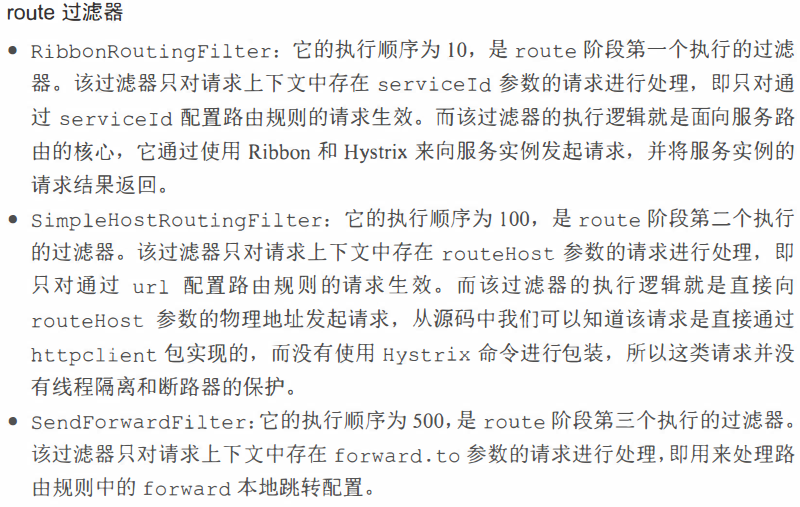 route 过滤器
● RibbonRoutingFilter：它的执行顺序为 10，是 route 阶段第一个执行的过滤
器。该过滤器只对请求上下文中存在 serviceId 参数的请求进行处理，即只对通
过 serviceId 配置路由规则的请求生效。而该过滤器的执行逻辑就是面向服务路
由的核心，它通过使用 Ribbon 和 Hystrix 来向服务实例发起请求，并将服务实例的
请求结果返回。
● SimpleHostRoutingFilter：它的执行顺序为 100，是 route 阶段第二个执行
的过滤器。该过滤器只对请求上下文中存在 routeHost 参数的请求进行处理，即
只对通过 url 配置路由规则的请求生效。而该过滤器的执行逻辑就是直接向
routeHost 参数的物理地址发起请求，从源码中我们可以知道该请求是直接通过
httpclient 包实现的，而没有使用 Hystrix 命令进行包装，所以这类请求并没
有线程隔离和断路器的保护。
● SendForwardFilter：它的执行顺序为 500，是 route 阶段第三个执行的过滤器。
该过滤器只对请求上下文中存在 forward.to 参数的请求进行处理，即用来处理路
由规则中的 forward 本地跳转配置。